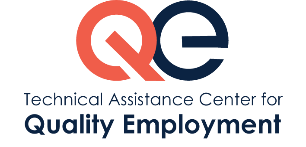 QE
Technical Assistance Center for
Quality Employment